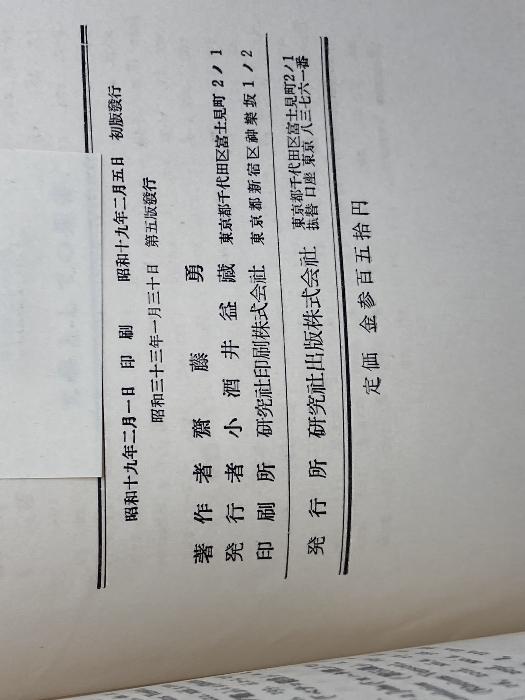 昭和十九年二月一日 印刷 昭和十九年二月五日 初版發行
昭和三十三年一月三十日 第五版發行
著作者 齋藤勇
発行者 小酒井益藏 東京都千代田区富士見町2ノ1
印刷所 研究社印刷株式会社 東京都新宿区神樂坂1ノ2
発行所 研究社出版株式会社 東京都千代田区富士見町2ノ1
振替口座東京八三七六一番
定価 金参百五拾円